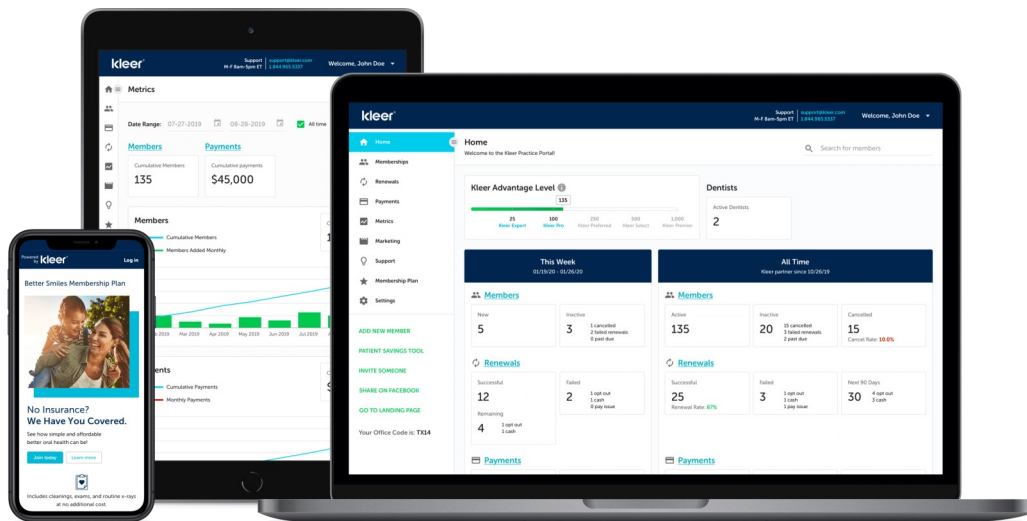 kleer
Support
M-F 8am-5pm ET
support@kleer.com
1.844.965.5337
Welcome, John Doe
Metrics
Date Range: 07-27-2019 08-28-2019 All time
Members
Payments
Cumulative Members
135
Cumulative payments
$45,000
Members
Cumulative Members
Members Added Monthly
2019 Mar 2019 Apr 2019 May 2019 Jun 2019 Jul 2019
Cumulative Payments
Monthly Payments
Powered by kleer
Log in
Better Smiles Membership Plan
No Insurance?
We Have You Covered.
See how simple and affordable
better oral health can be!
Join today
Learn more
Includes cleanings, exams, and routine x-rays
at no additional cost
kleer
Support
M-F 8am-5pm ET
support@kleer.com
1.844.965.5337
Welcome, John Doe
Home
Memberships
Renewals
Payments
Metrics
Marketing
Support
Membership Plan
Settings
ADD NEW MEMBER
PATIENT SAVINGS TOOL
INVITE SOMEONE
SHARE ON FACEBOOK
GO TO LANDING PAGE
Your Office Code is: TX14
Home
Welcome to the Kleer Practice Portal!
Search for members
Kleer Advantage Level
135
25 100 250 500 1,000
Kleer Expert Kleer Pro Kleer Preferred Kleer Select Kleer Premier
Dentists
Active Dentists
2
This Week
01/19/20 - 01/26/20
Members
New
5
Inactive
3
1 cancelled
2 failed renewals
0 past due
Renewals
Successful
12
Failed
2
1 opt out
1 cash
0 pay issue
Remaining
4
1 opt out
1 cash
Payments
All Time
Kleer partner since 10/26/19
Members
Active
135
Inactive
20
15 cancelled
3 failed renewals
2 past due
Cancelled
15
Cancel Rate: 10.0%
Renewals
Successful
25
Renewal Rate: 87%
Failed
3
1 opt out
1 cash
1 pay issue
Next 90 Days
30
4 opt out
3 cash
Payments